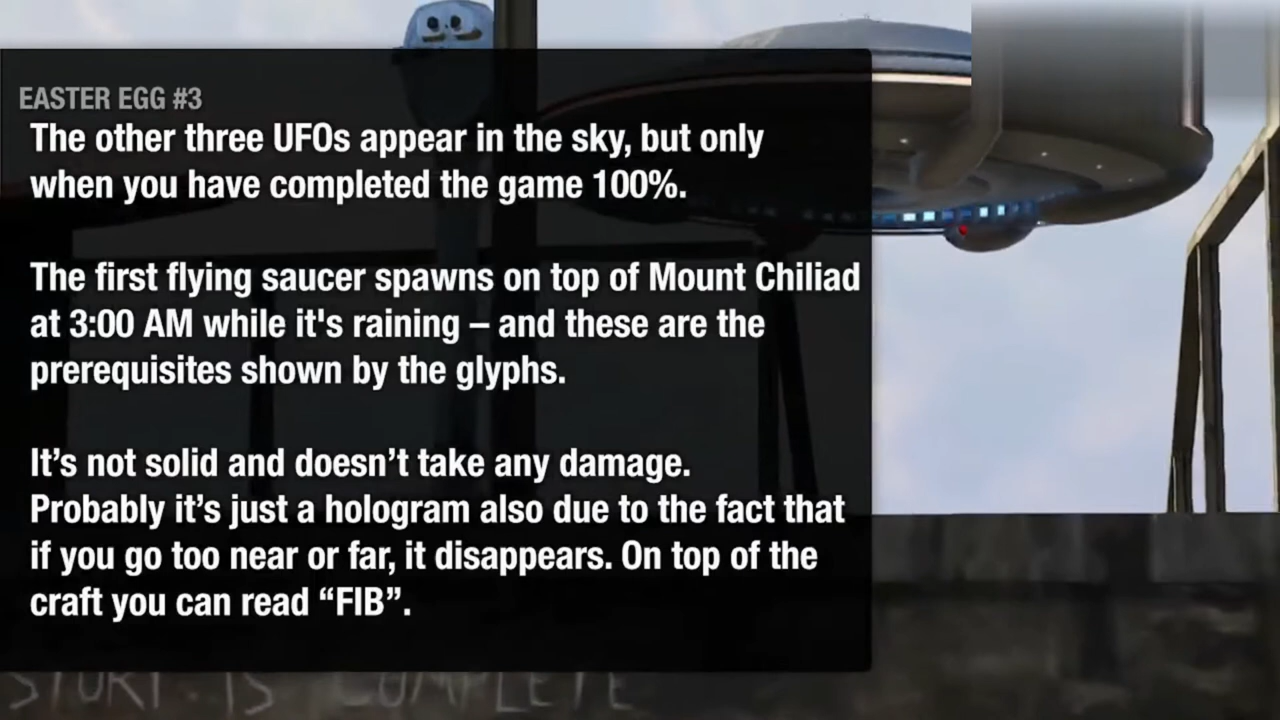 EASTER EGG #3
The other three UFOs appear in the sky, but only
when you have completed the game 100%.
The first flying saucer spawns on top of Mount Chiliad
at 3:00 AM while it's raining – and these are the
prerequisites shown by the glyphs.
It’s not solid and doesn’t take any damage.
Probably it’s just a hologram also due to the fact that
if you go too near or far, it disappears. On top of the
craft you can read “FIB”.
STORY IS COMPLETE